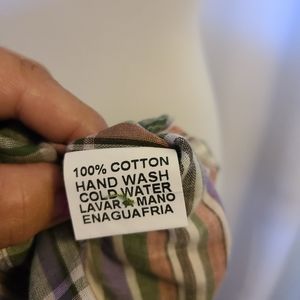 100% COTTON
HAND WASH
COLD WATER
LAVAR A MANO
ENAGUAFRIA